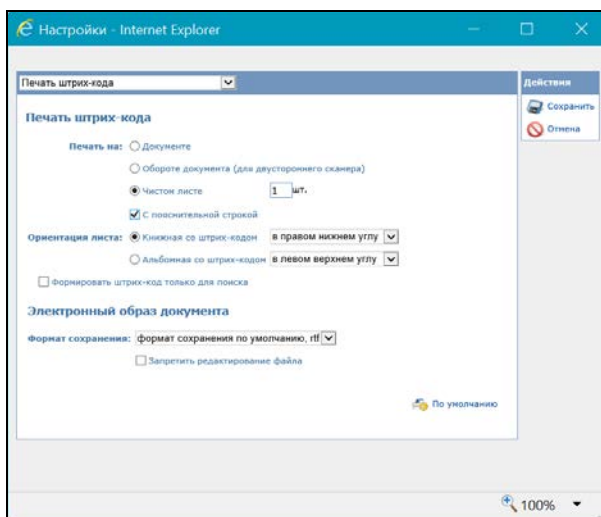 Настройки - Internet Explorer
Печать штрих-кода
Действия
Сохранить
Отмена
Печать штрих-кода
Печать на: Документе
Обороте документа (для двустороннего сканера)
Чистом листе 1 шт.
С пояснительной строкой
Ориентация листа: Книжная со штрих-кодом в правом нижнем углу
Альбомная со штрих-кодом в левом верхнем углу
Формировать штрих-код только для поиска
Электронный образ документа
Формат сохранения: формат сохранения по умолчанию, rtf
Запретить редактирование файла
По умолчанию
100%